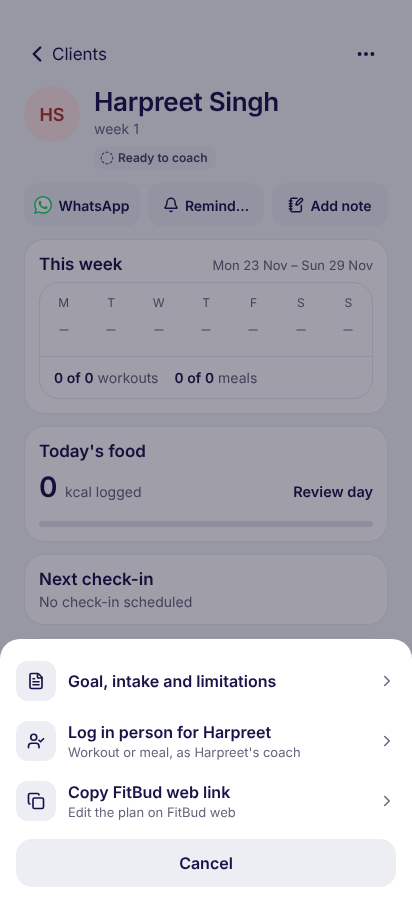 Clients
HS
Harpreet Singh
week 1
Ready to coach
WhatsApp
Remind...
Add note
This week
Mon 23 Nov – Sun 29 Nov
M T W T F S S
– – – – – – –
0 of 0 workouts 0 of 0 meals
Today's food
0 kcal logged
Review day
Next check-in
No check-in scheduled
Goal, intake and limitations
Log in person for Harpreet
Workout or meal, as Harpreet's coach
Copy FitBud web link
Edit the plan on FitBud web
Cancel